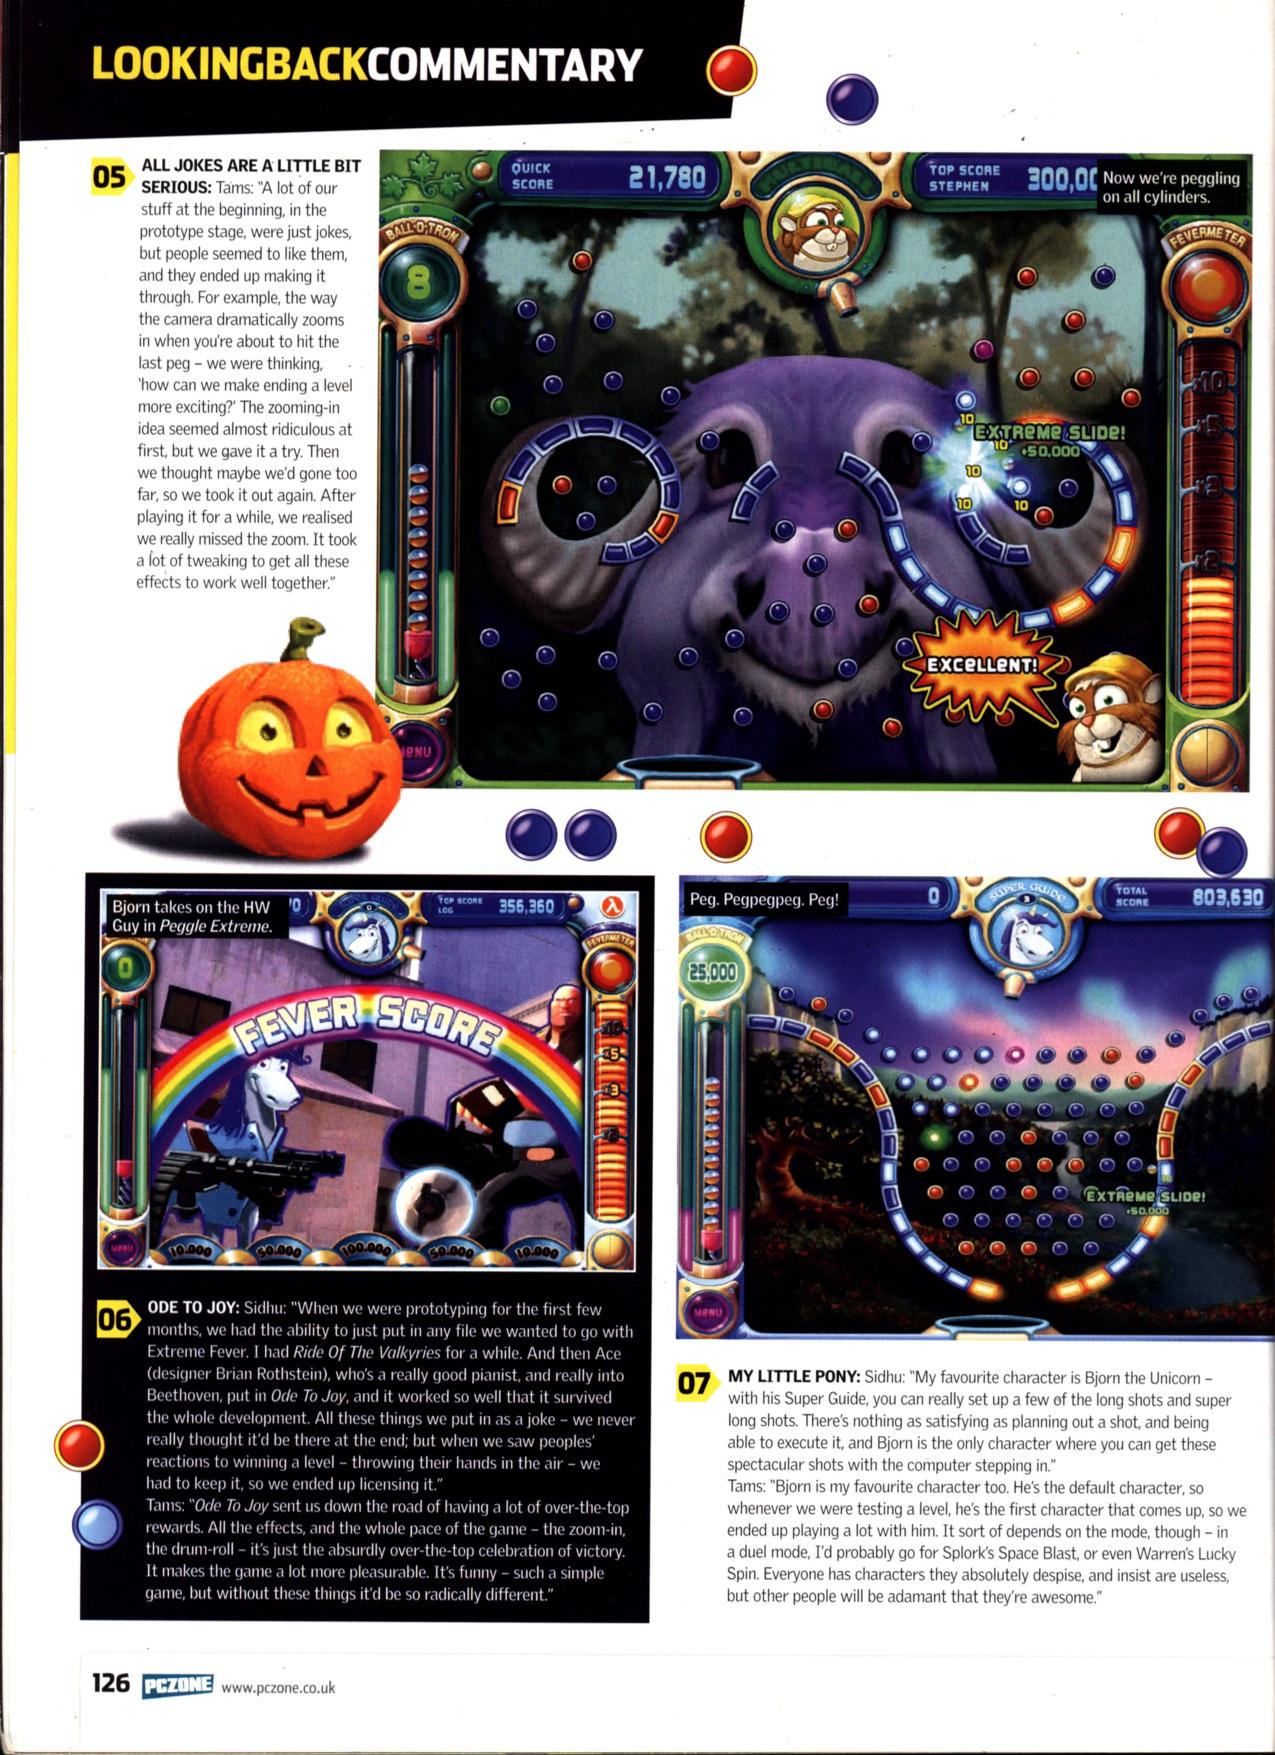 LOOKINGBACKCOMMENTARY
05 ALL JOKES ARE A LITTLE BIT
SERIOUS: Tams: "A lot of our
stuff at the beginning, in the
prototype stage, were just jokes,
but people seemed to like them,
and they ended up making it
through. For example, the way
the camera dramatically zooms
in when you're about to hit the
last peg – we were thinking,
'how can we make ending a level
more exciting?' The zooming-in
idea seemed almost ridiculous at
first, but we gave it a try. Then
we thought maybe we'd gone too
far, so we took it out again. After
playing it for a while, we realised
we really missed the zoom. It took
a lot of tweaking to get all these
effects to work well together."
QUICK
SCORE
21,780
TOP SCORE
STEPHEN
300,00
Now we're peggling
on all cylinders.
BALL-O-TRON
FEVERMETER
8
x10
x5
x3
x2
10
EXTREME SLIDE!
10
+50,000
10
10
10
EXCELLENT!
MENU
Bjorn takes on the HW
Guy in Peggle Extreme.
TOP SCORE
LOG
356,360
FEVERMETER
0
0
FEVER SCORE
x10
x5
x3
MENU
10,000
50,000
100,000
50,000
10,000
Peg. Pegpegpeg. Peg!
0
SUPER GUIDE
3
TOTAL
SCORE
803,630
BALL-O-TRON
25,000
EXTREME SLIDE!
+50,000
10
MENU
06 ODE TO JOY: Sidhu: "When we were prototyping for the first few
months, we had the ability to just put in any file we wanted to go with
Extreme Fever. I had Ride Of The Valkyries for a while. And then Ace
(designer Brian Rothstein), who's a really good pianist, and really into
Beethoven, put in Ode To Joy, and it worked so well that it survived
the whole development. All these things we put in as a joke – we never
really thought it'd be there at the end; but when we saw peoples'
reactions to winning a level – throwing their hands in the air – we
had to keep it, so we ended up licensing it."
Tams: "Ode To Joy sent us down the road of having a lot of over-the-top
rewards. All the effects, and the whole pace of the game – the zoom-in,
the drum-roll – it's just the absurdly over-the-top celebration of victory.
It makes the game a lot more pleasurable. It's funny – such a simple
game, but without these things it'd be so radically different."
07 MY LITTLE PONY: Sidhu: "My favourite character is Bjorn the Unicorn –
with his Super Guide, you can really set up a few of the long shots and super
long shots. There's nothing as satisfying as planning out a shot, and being
able to execute it, and Bjorn is the only character where you can get these
spectacular shots with the computer stepping in."
Tams: "Bjorn is my favourite character too. He's the default character, so
whenever we were testing a level, he's the first character that comes up, so we
ended up playing a lot with him. It sort of depends on the mode, though – in
a duel mode, I'd probably go for Splork's Space Blast, or even Warren's Lucky
Spin. Everyone has characters they absolutely despise, and insist are useless,
but other people will be adamant that they're awesome."
126 PCZONE www.pczone.co.uk